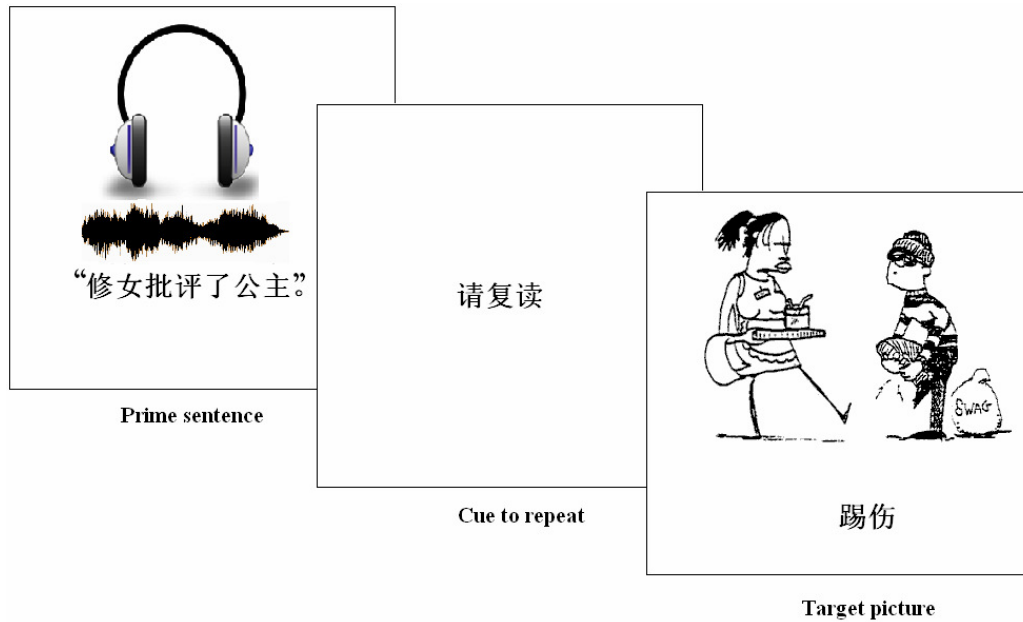 “修女批评了公主”
Prime sentence
请复读
Cue to repeat
SWAG
踢伤
Target picture